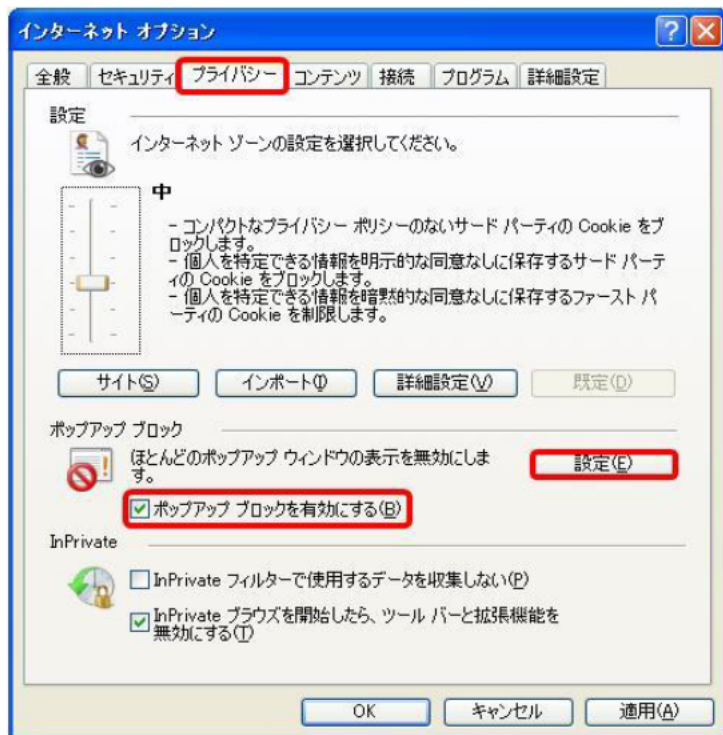 インターネット オプション
全般 セキュリティ プライバシー コンテンツ 接続 プログラム 詳細設定
設定
インターネット ゾーンの設定を選択してください。
中
- コンパクトなプライバシー ポリシーのないサード パーティの Cookie をブ
ロックします。
- 個人を特定できる情報を明示的な同意なしに保存するサード パーテ
ィの Cookie をブロックします。
- 個人を特定できる情報を暗黙的な同意なしに保存するファースト パ
ーティの Cookie を制限します。
サイト(S) インポート(I) 詳細設定(V) 既定(D)
ポップアップ ブロック
ほとんどのポップアップ ウィンドウの表示を無効にしま
す。
設定(E)
ポップアップ ブロックを有効にする(B)
InPrivate
InPrivate フィルターで使用するデータを収集しない(P)
InPrivate ブラウズを開始したら、ツール バーと拡張機能を
無効にする(T)
OK キャンセル 適用(A)